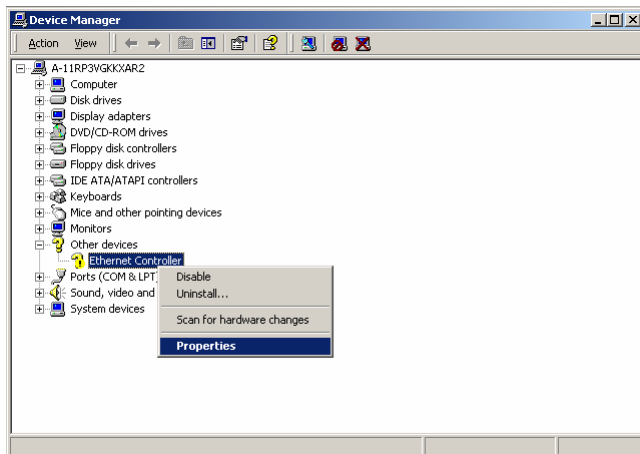 Device Manager
Action View
A-11RP3VGKKXAR2
Computer
Disk drives
Display adapters
DVD/CD-ROM drives
Floppy disk controllers
Floppy disk drives
IDE ATA/ATAPI controllers
Keyboards
Mice and other pointing devices
Monitors
Other devices
Ethernet Controller
Ports (COM & LPT)
Sound, video and
System devices
Disable
Uninstall...
Scan for hardware changes
Properties